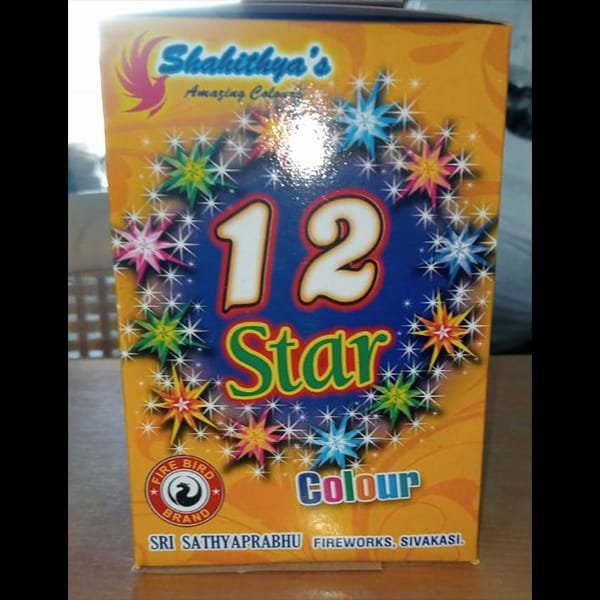 Shahithya's
Amazing Colours
12
Star
Colour
FIRE BIRD
BRAND
SRI SATHYAPRABHU FIREWORKS, SIVAKASI.